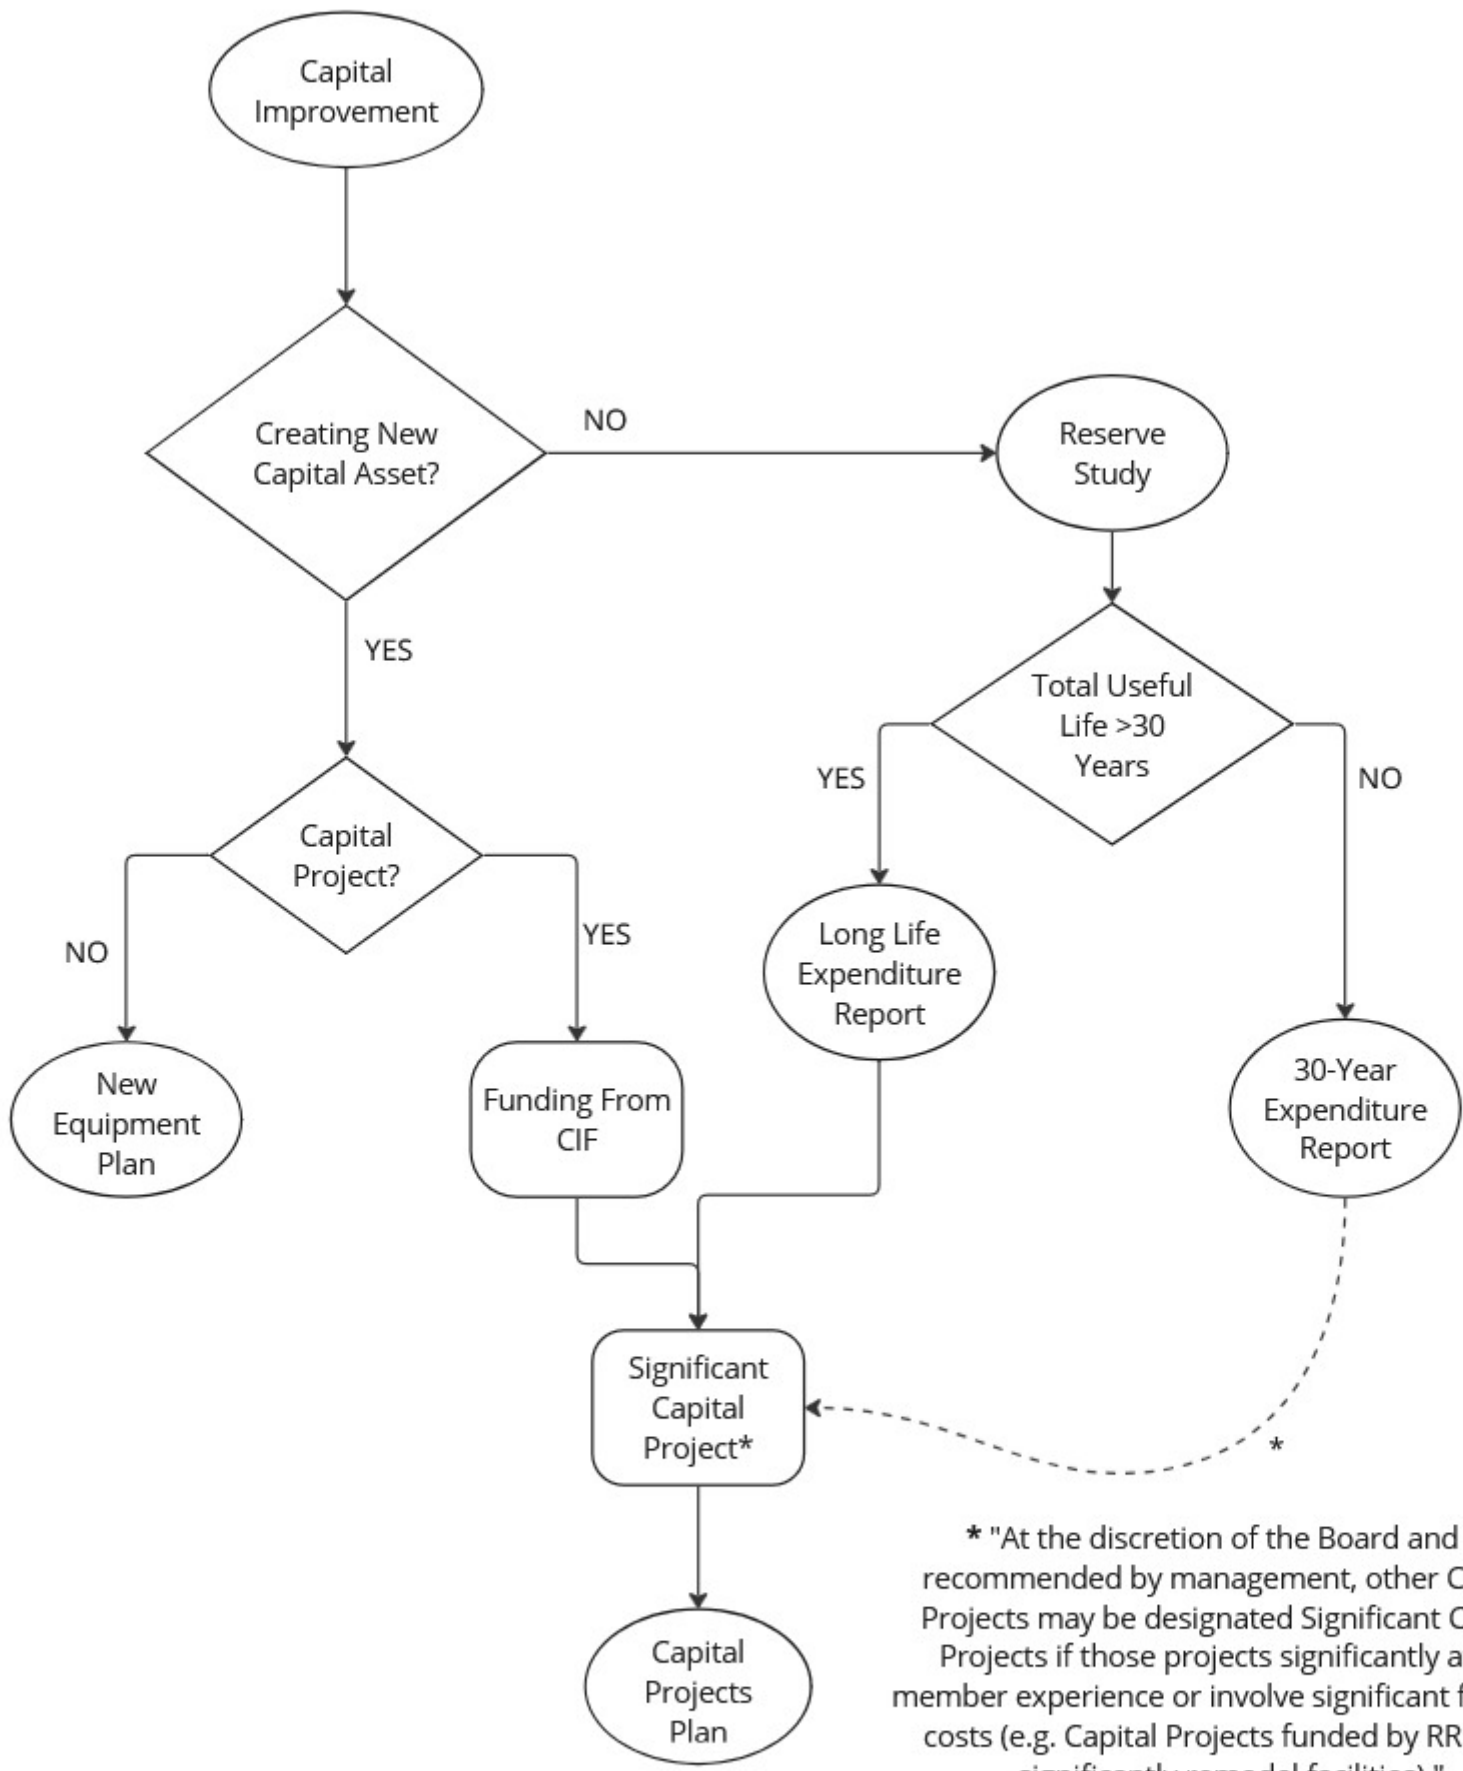 Capital
Improvement
Creating New
Capital Asset?
NO
Reserve
Study
YES
Total Useful
Life >30
Years
YES
NO
Capital
Project?
NO
YES
Long Life
Expenditure
Report
New
Equipment
Plan
Funding From
CIF
30-Year
Expenditure
Report
Significant
Capital
Project*
*
* "At the discretion of the Board and
recommended by management, other
Projects may be designated Significant
Projects if those projects significantly
member experience or involve significant
costs (e.g. Capital Projects funded by
significantly remodel facilities)."
Capital
Projects
Plan